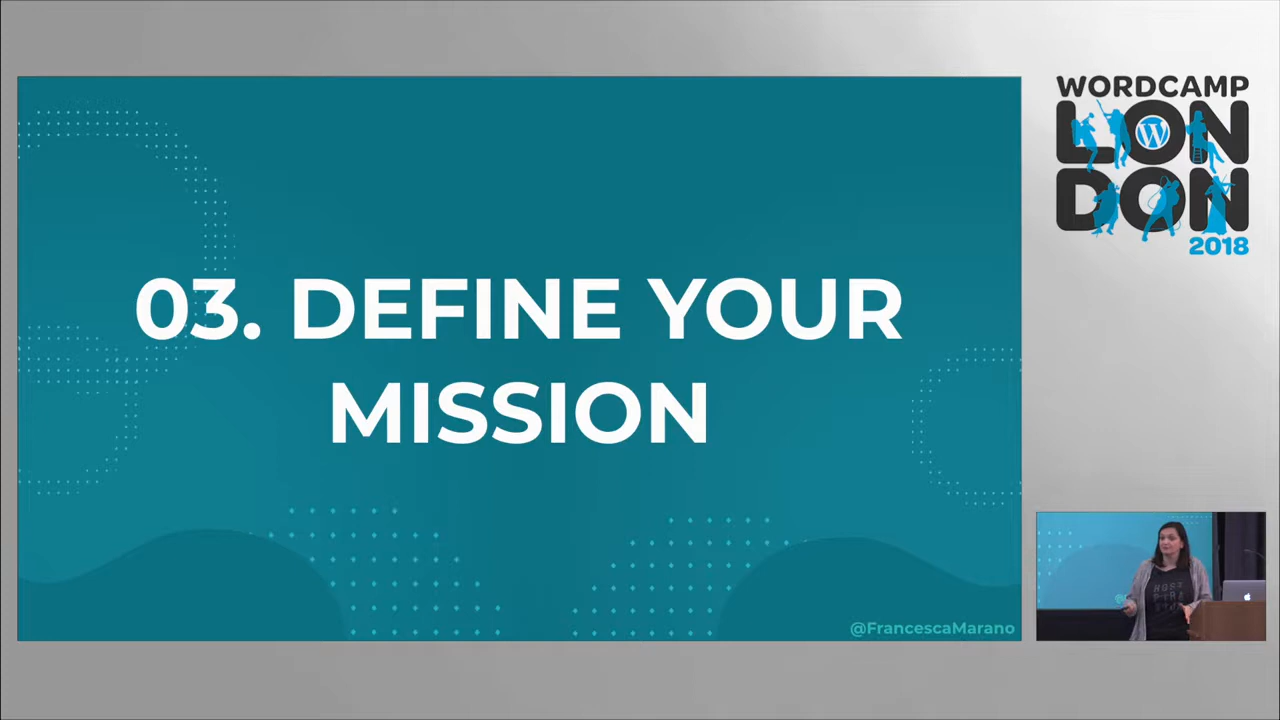 03. DEFINE YOUR
MISSION
@FrancescaMarano
WORDCAMP
LON
DON
2018